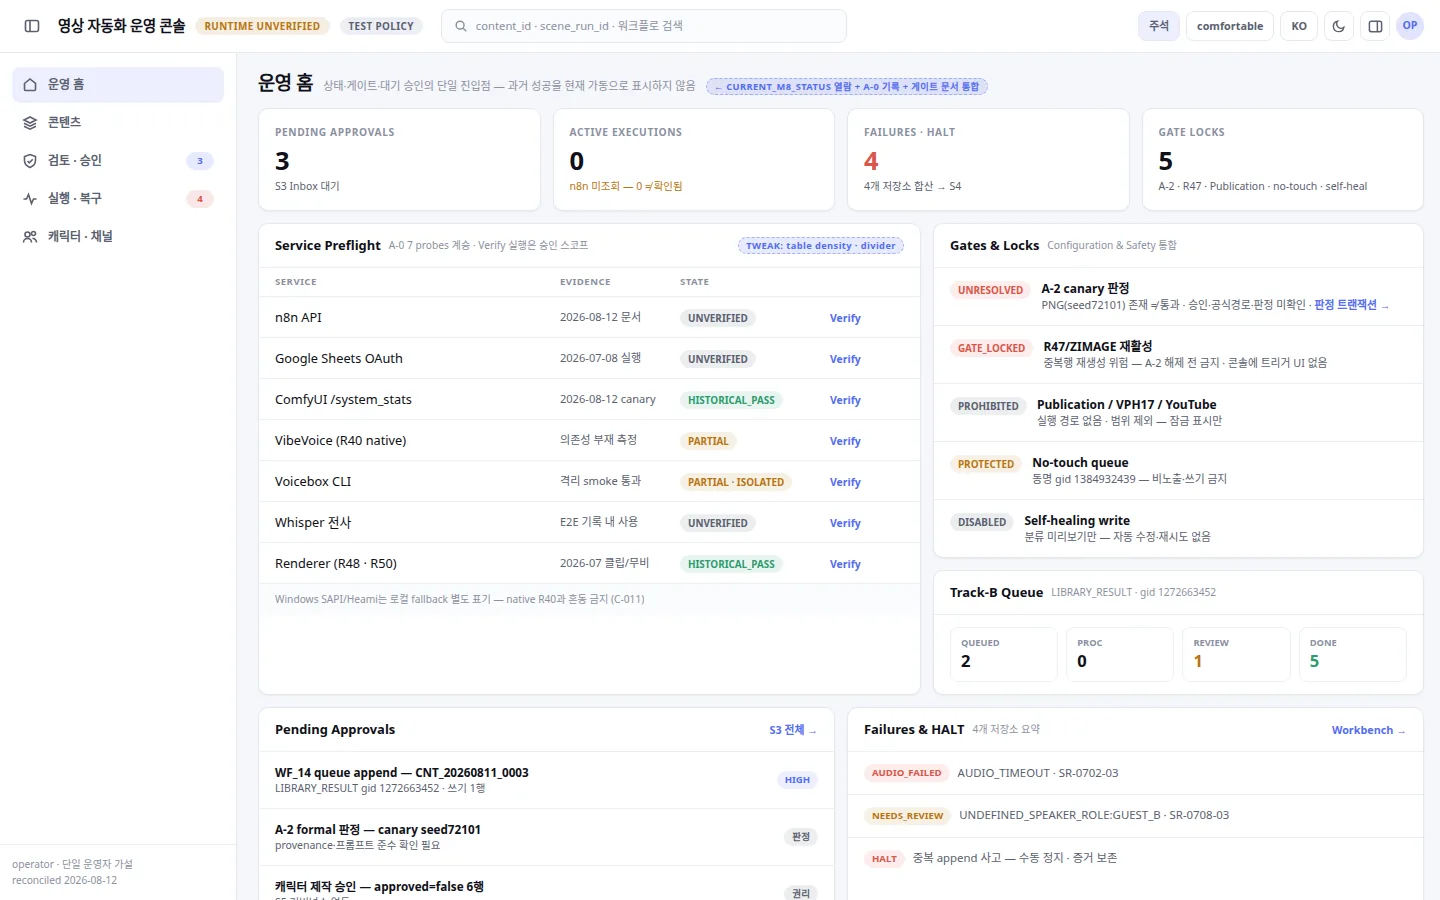 영상 자동화 운영 콘솔
RUNTIME UNVERIFIED
TEST POLICY
content_id · scene_run_id · 워크플로 검색
주석
comfortable
KO
OP
운영 홈
콘텐츠
검토 · 승인
3
실행 · 복구
4
캐릭터 · 채널
operator · 단일 운영자 가설
reconciled 2026-08-12
운영 홈
상태·게이트·대기 승인의 단일 진입점 — 과거 성공을 현재 가동으로 표시하지 않음
← CURRENT_M8_STATUS 열람 + A-0 기록 + 게이트 문서 통합
PENDING APPROVALS
3
S3 Inbox 대기
ACTIVE EXECUTIONS
0
n8n 미조회 — 0 ≠ 확인됨
FAILURES · HALT
4
4개 저장소 합산 → S4
GATE LOCKS
5
A-2 · R47 · Publication · no-touch · self-heal
Service Preflight
A-0 7 probes 계승 · Verify 실행은 승인 스코프
TWEAK: table density · divider
SERVICE EVIDENCE STATE
n8n API 2026-08-12 문서 UNVERIFIED Verify
Google Sheets OAuth 2026-07-08 실행 UNVERIFIED Verify
ComfyUI /system_stats 2026-08-12 canary HISTORICAL_PASS Verify
VibeVoice (R40 native) 의존성 부재 측정 PARTIAL Verify
Voicebox CLI 격리 smoke 통과 PARTIAL · ISOLATED Verify
Whisper 전사 E2E 기록 내 사용 UNVERIFIED Verify
Renderer (R48 · R50) 2026-07 클립/무비 HISTORICAL_PASS Verify
Windows SAPI/Heami는 로컬 fallback 별도 표기 — native R40과 혼동 금지 (C-011)
Gates & Locks
Configuration & Safety 통합
UNRESOLVED
A-2 canary 판정
PNG(seed72101) 존재 ≠ 통과 · 승인·공식경로·판정 미확인 · 판정 트랜잭션 →
GATE_LOCKED
R47/ZIMAGE 재활성
중복행 재생성 위험 — A-2 해제 전 금지 · 콘솔에 트리거 UI 없음
PROHIBITED
Publication / VPH17 / YouTube
실행 경로 없음 · 범위 제외 — 잠금 표시만
PROTECTED
No-touch queue
동명 gid 1384932439 — 비노출·쓰기 금지
DISABLED
Self-healing write
분류 미리보기만 — 자동 수정·재시도 없음
Track-B Queue
LIBRARY_RESULT · gid 1272663452
QUEUED
2
PROC
0
REVIEW
1
DONE
5
Pending Approvals
S3 전체 →
WF_14 queue append — CNT_20260811_0003
LIBRARY_RESULT gid 1272663452 · 쓰기 1행
HIGH
A-2 formal 판정 — canary seed72101
provenance·프롬프트 준수 확인 필요
판정
캐릭터 제작 승인 — approved=false 6행
권리
Failures & HALT
4개 저장소 요약
Workbench →
AUDIO_FAILED
AUDIO_TIMEOUT · SR-0702-03
NEEDS_REVIEW
UNDEFINED_SPEAKER_ROLE:GUEST_B · SR-0708-03
HALT
중복 append 사고 — 수동 정지 · 증거 보존